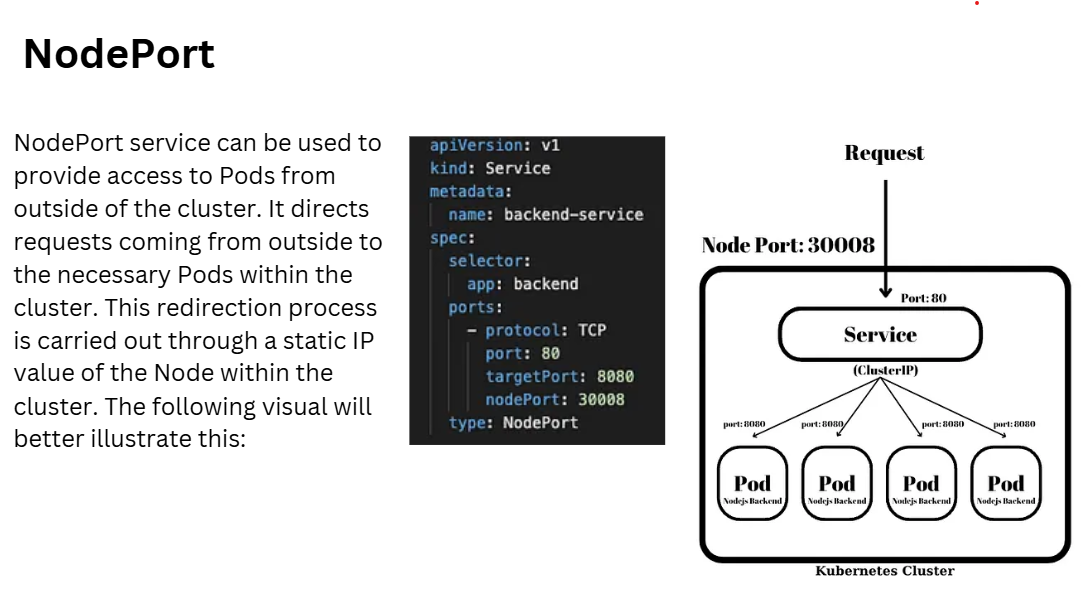 NodePort
NodePort service can be used to
provide access to Pods from
outside of the cluster. It directs
requests coming from outside to
the necessary Pods within the
cluster. This redirection process
is carried out through a static IP
value of the Node within the
cluster. The following visual will
better illustrate this:
apiVersion: v1
kind: Service
metadata:
name: backend-service
spec:
selector:
app: backend
ports:
- protocol: TCP
port: 80
targetPort: 8080
nodePort: 30008
type: NodePort
Request
Node Port: 30008
Port: 80
Service
(ClusterIP)
port: 8080 port: 8080 port: 8080 port: 8080
Pod Pod Pod Pod
Nodejs Backend Nodejs Backend Nodejs Backend Nodejs Backend
Kubernetes Cluster